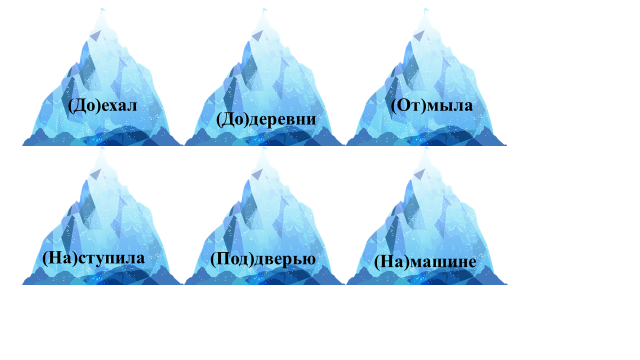 (До)ехал
(До)деревни
(От)мыла
(На)ступила
(Под)дверью
(На)машине